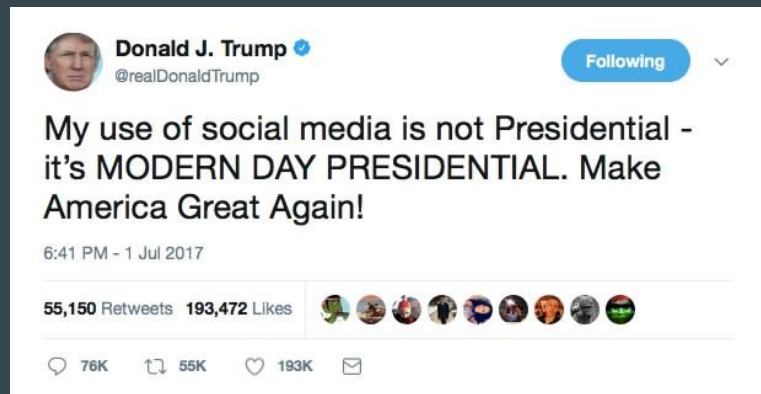 Donald J. Trump
@realDonaldTrump
Following
My use of social media is not Presidential -
it’s MODERN DAY PRESIDENTIAL. Make
America Great Again!
6:41 PM - 1 Jul 2017
55,150 Retweets 193,472 Likes
76K 55K 193K